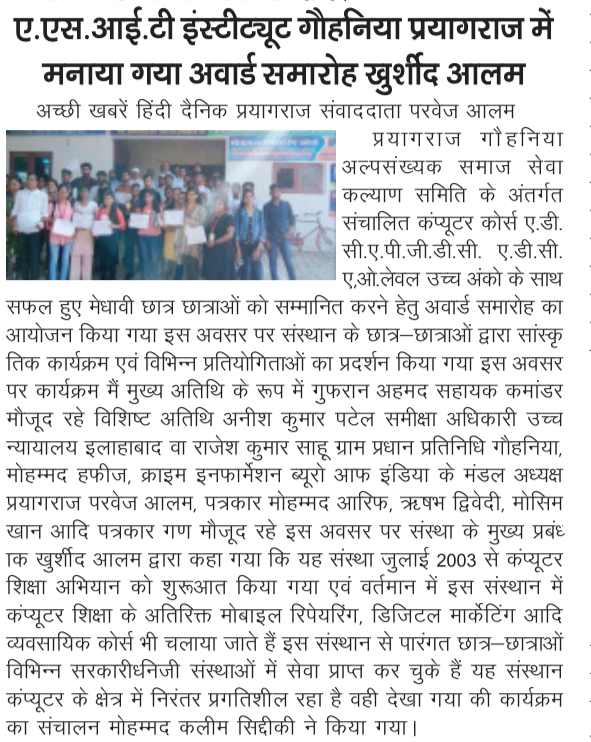 ए.एस.आई.टी इंस्टीट्यूट गौहनिया प्रयागराज में
मनाया गया अवार्ड समारोह खुर्शीद आलम
अच्छी खबरें हिंदी दैनिक प्रयागराज संवाददाता परवेज आलम
प्रयागराज गौहनिया
अल्पसंख्यक समाज सेवा
कल्याण समिति के अंतर्गत
संचालित कंप्यूटर कोर्स ए.डी.
सी.ए.पी.जी.डी.सी. ए.डी.सी.
ए,ओ.लेवल उच्च अंको के साथ
सफल हुए मेधावी छात्र छात्राओं को सम्मानित करने हेतु अवार्ड समारोह का
आयोजन किया गया इस अवसर पर संस्थान के छात्र–छात्राओं द्वारा सांस्कृ
तिक कार्यक्रम एवं विभिन्न प्रतियोगिताओं का प्रदर्शन किया गया इस अवसर
पर कार्यक्रम मैं मुख्य अतिथि के रूप में गुफरान अहमद सहायक कमांडर
मौजूद रहे विशिष्ट अतिथि अनीश कुमार पटेल समीक्षा अधिकारी उच्च
न्यायालय इलाहाबाद वा राजेश कुमार साहू ग्राम प्रधान प्रतिनिधि गौहनिया,
मोहम्मद हफीज, क्राइम इनफार्मेशन ब्यूरो आफ इंडिया के मंडल अध्यक्ष
प्रयागराज परवेज आलम, पत्रकार मोहम्मद आरिफ, ऋषभ द्विवेदी, मोसिम
खान आदि पत्रकार गण मौजूद रहे इस अवसर पर संस्था के मुख्य प्रबंध
ाक खुर्शीद आलम द्वारा कहा गया कि यह संस्था जुलाई 2003 से कंप्यूटर
शिक्षा अभियान को शुरूआत किया गया एवं वर्तमान में इस संस्थान में
कंप्यूटर शिक्षा के अतिरिक्त मोबाइल रिपेयरिंग, डिजिटल मार्केटिंग आदि
व्यवसायिक कोर्स भी चलाया जाते हैं इस संस्थान से पारंगत छात्र–छात्राओं
विभिन्न सरकारीधनिजी संस्थाओं में सेवा प्राप्त कर चुके हैं यह संस्थान
कंप्यूटर के क्षेत्र में निरंतर प्रगतिशील रहा है वही देखा गया की कार्यक्रम
का संचालन मोहम्मद कलीम सिद्दीकी ने किया गया।